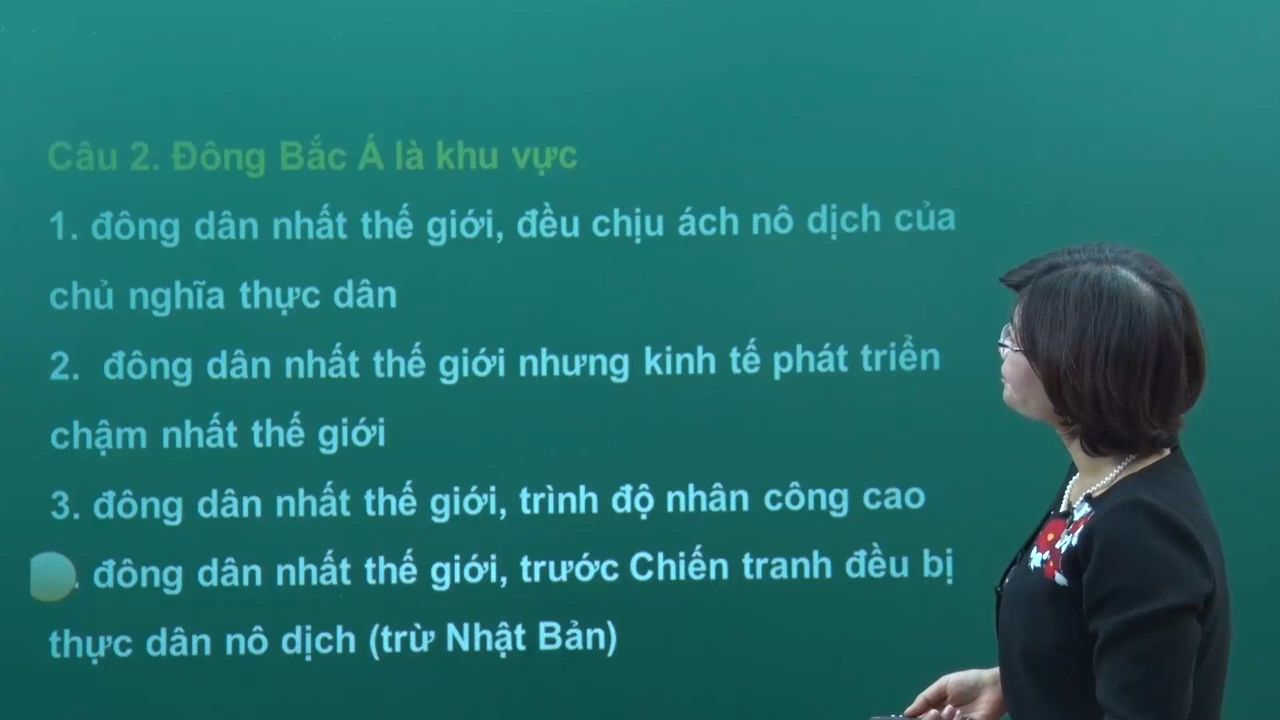 Câu 2. Đông Bắc Á là khu vực
1. đông dân nhất thế giới, đều chịu ách nô dịch của
chủ nghĩa thực dân
2. đông dân nhất thế giới nhưng kinh tế phát triển
chậm nhất thế giới
3. đông dân nhất thế giới, trình độ nhân công cao
. đông dân nhất thế giới, trước Chiến tranh đều bị
thực dân nô dịch (trừ Nhật Bản)